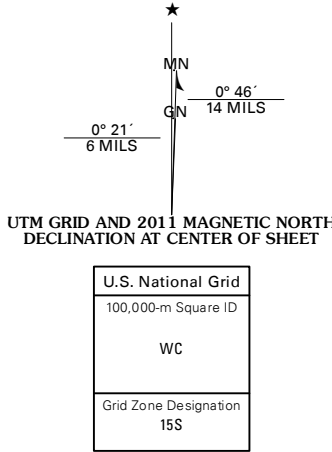 ★
MN
0° 46´
14 MILS
GN
0° 21´
6 MILS
UTM GRID AND 2011 MAGNETIC NORTH
DECLINATION AT CENTER OF SHEET
U.S. National Grid
100,000-m Square ID
WC
Grid Zone Designation
15S